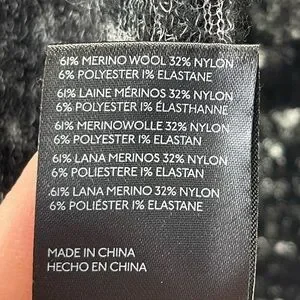 61% MERINO WOOL 32% NYLON
6% POLYESTER 1% ELASTANE
61% LAINE MÉRINOS 32% NYLON
6% POLYESTER 1% ÉLASTHANNE
61% MERINOWOLLE 32% NYLON
6% POLYESTER 1% ELASTAN
61% LANA MERINOS 32% NYLON
6% POLIESTERE 1% ELASTAN
61% LANA MERINO 32% NYLON
6% POLIÉSTER 1% ELASTANE
MADE IN CHINA
HECHO EN CHINA